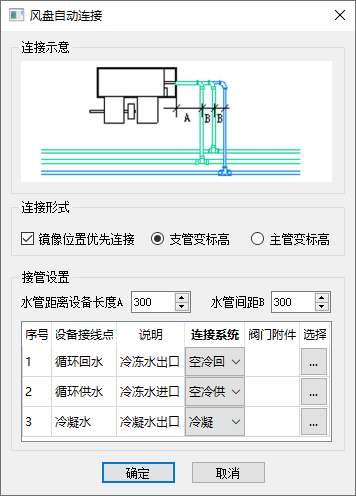 风盘自动连接
连接示意
A B B
连接形式
镜像位置优先连接 支管变标高 主管变标高
接管设置
水管距离设备长度A 300 水管间距B 300
序号 设备接线点 说明 连接系统 阀门附件 选择
1 循环回水 冷冻水出口 空冷回 ...
2 循环供水 冷冻水进口 空冷供 ...
3 冷凝水 冷凝水出口 冷凝 ...
确定 取消